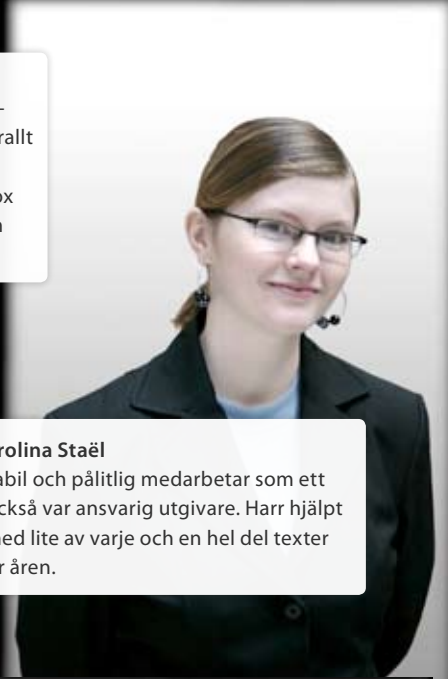 -
rallt
ox
n
rolina Staël
abil och pålitlig medarbetar som ett
ckså var ansvarig utgivare. Harr hjälpt
ned lite av varje och en hel del texter
r åren.